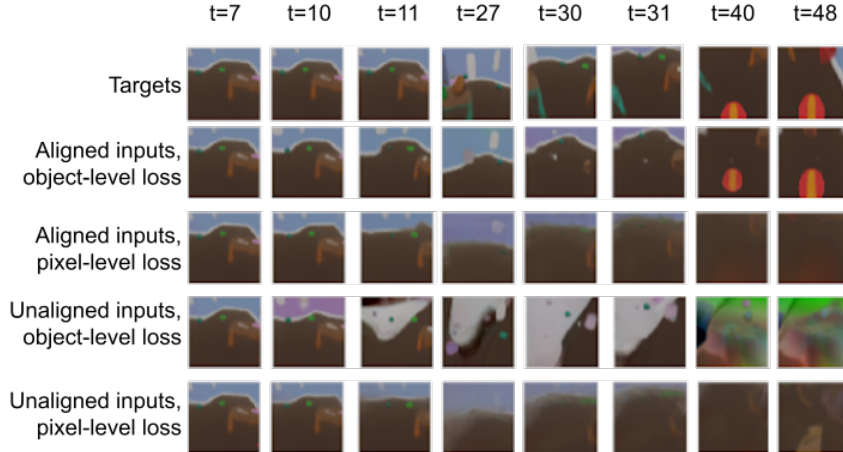 t=7 t=10 t=11 t=27 t=30 t=31 t=40 t=48
Targets
Aligned inputs,
object-level loss
Aligned inputs,
pixel-level loss
Unaligned inputs,
object-level loss
Unaligned inputs,
pixel-level loss